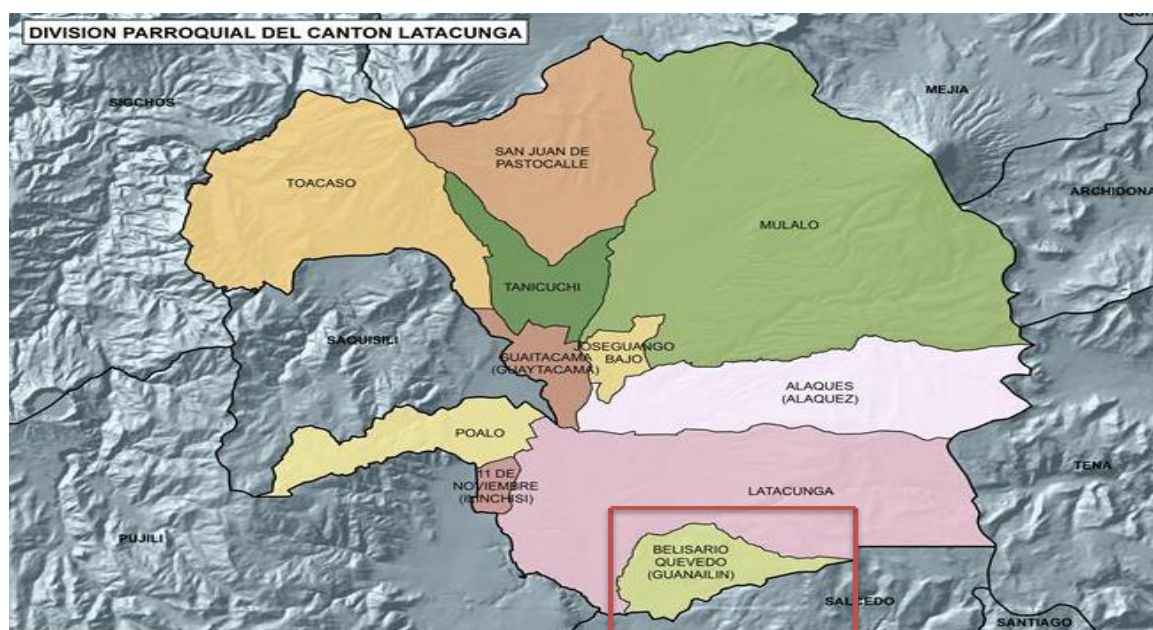 DIVISION PARROQUIAL DEL CANTON LATACUNGA
SIGCHOS
MEJIA
SAN JUAN DE
PASTOCALLE
TOACASO
ARCHIDONA
MULALO
TANICUCHI
SAQUISILI
JOSEGUANGO
BAJO
GUAITACAMA
(GUAYTACAMA)
ALAQUES
(ALAQUEZ)
POALO
11 DE
NOVIEMBRE
(ILINCHISI)
LATACUNGA
TENA
PUJILI
BELISARIO
QUEVEDO
(GUANAILIN)
SALCEDO
SANTIAGO